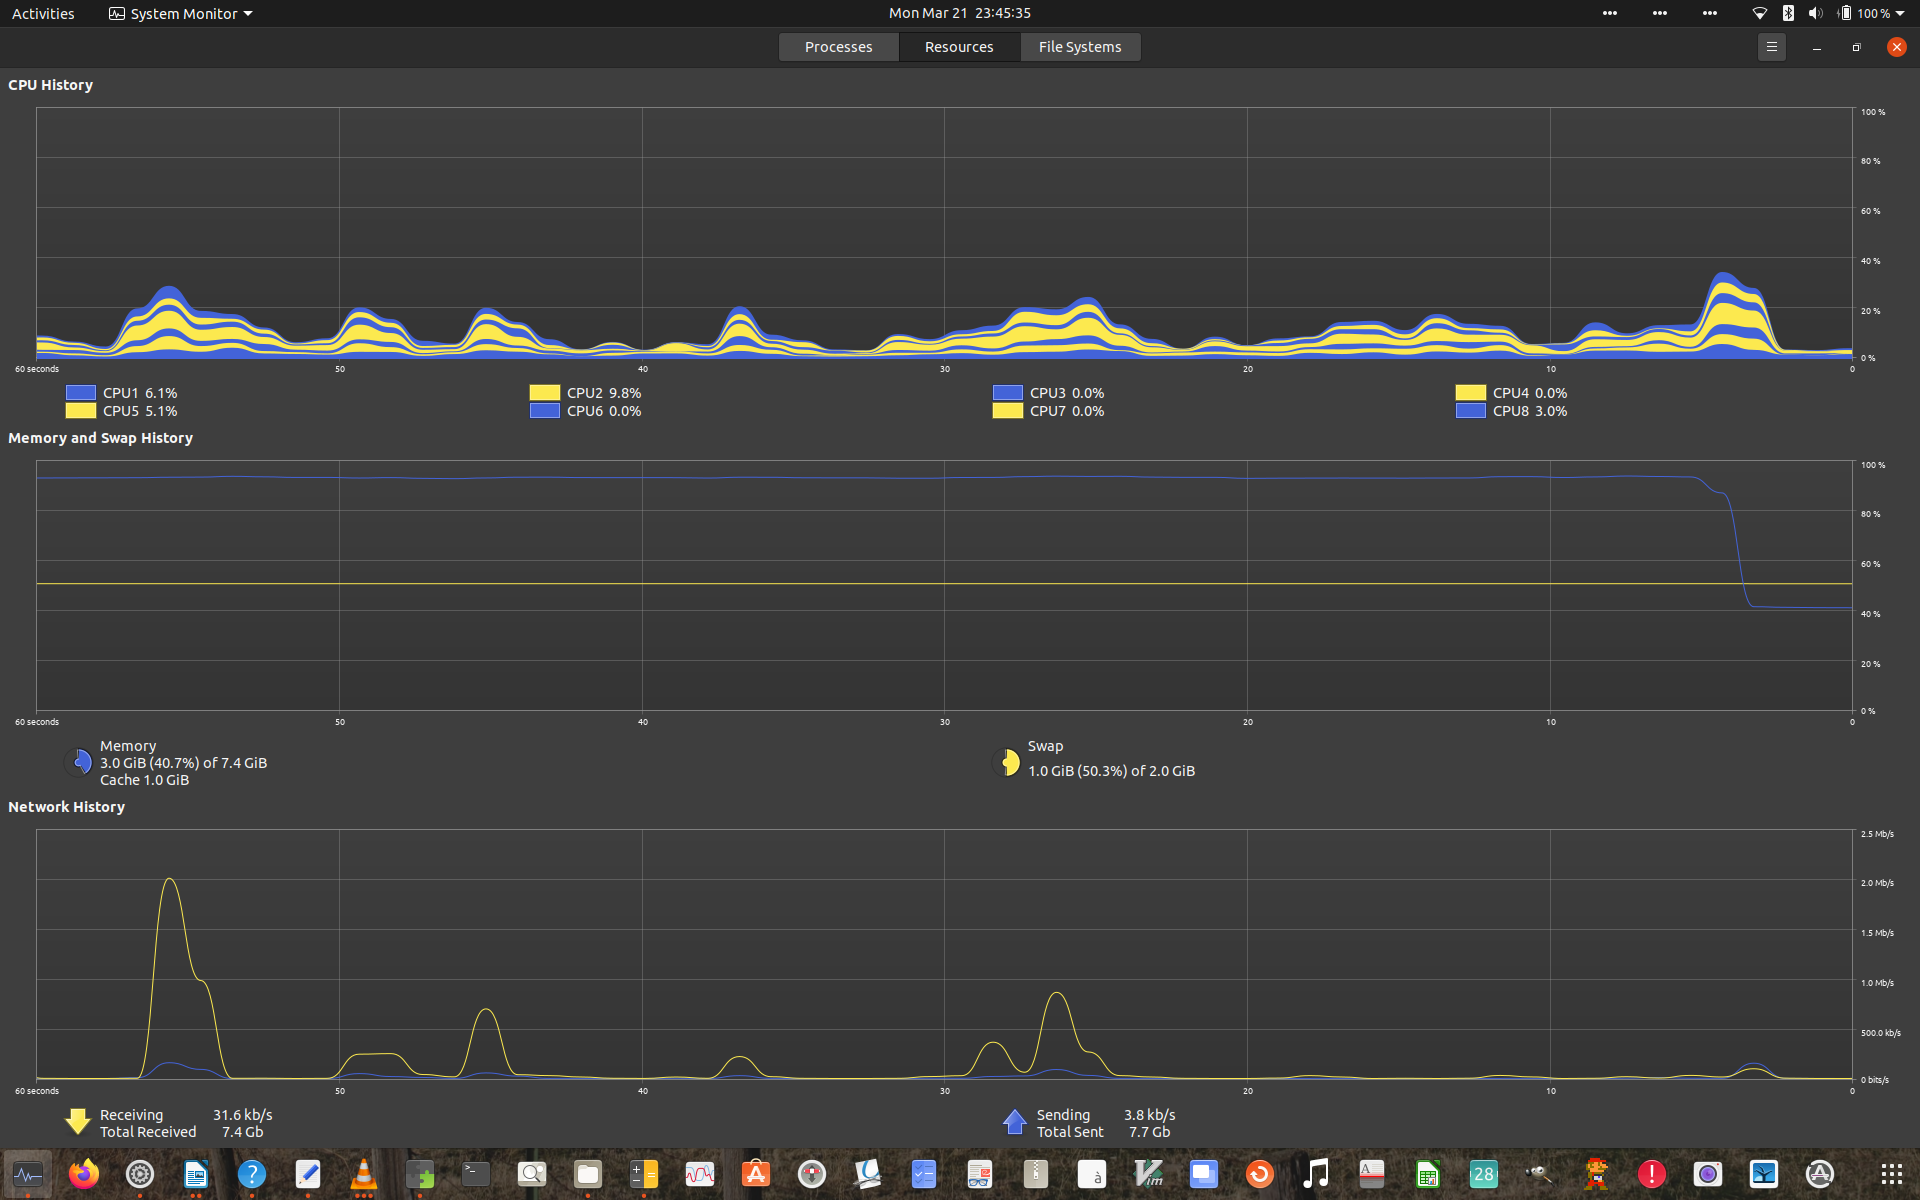 Activities System Monitor Mon Mar 21 23:45:35 100 %
Processes Resources File Systems
CPU History
100 %
80 %
60 %
40 %
20 %
0 %
60 seconds 50 40 30 20 10 0
CPU1 6.1% CPU2 9.8% CPU3 0.0% CPU4 0.0%
CPU5 5.1% CPU6 0.0% CPU7 0.0% CPU8 3.0%
Memory and Swap History
100 %
80 %
60 %
40 %
20 %
0 %
60 seconds 50 40 30 20 10 0
Memory
3.0 GiB (40.7%) of 7.4 GiB
Cache 1.0 GiB
Swap
1.0 GiB (50.3%) of 2.0 GiB
Network History
2.5 Mb/s
2.0 Mb/s
1.5 Mb/s
1.0 Mb/s
500.0 kb/s
0 bits/s
60 seconds 50 40 30 20 10 0
Receiving 31.6 kb/s
Total Received 7.4 Gb
Sending 3.8 kb/s
Total Sent 7.7 Gb
? >_ A à Vim A 28 !